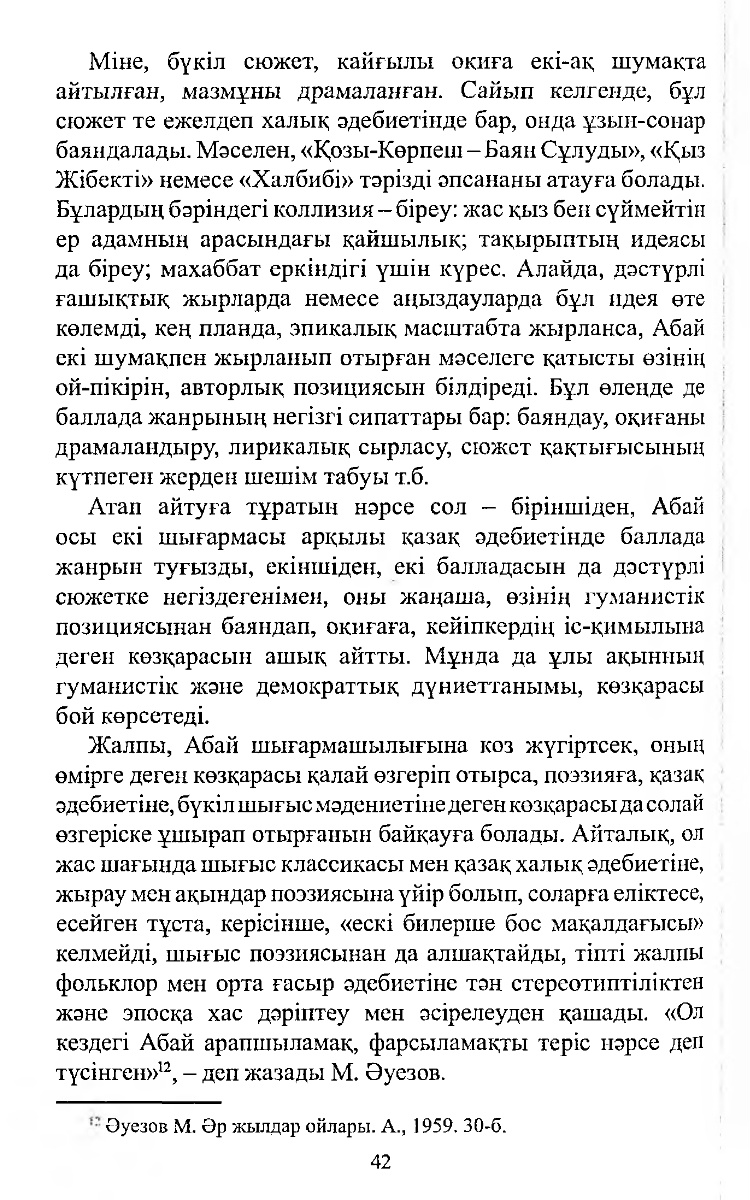 Міне, бүкіл сюжет, кайғылы оқиға екі-ақ шумақта
айтылған, мазмұны драмаланған. Сайып келгенде, бұл
сюжет те ежелдеп халық әдебиетінде бар, онда ұзын-сонар
баяндалады. Мәселен, «Қозы-Көрпеш – Баян Сұлуды», «Қыз
Жібекті» немесе «Халбибі» тәрізді әпсананы атауға болады.
Бұлардың бәріндегі коллизия – біреу: жас қыз бен сүймейтін
ер адамның арасындағы қайшылық; тақырыптың идеясы
да біреу; махаббат еркіндігі үшін күрес. Алайда, дәстүрлі
ғашықтық жырларда немесе аңыздауларда бұл идея өте
көлемді, кең планда, эпикалық масштабта жырланса, Абай
екі шумақпен жырланып отырған мәселеге қатысты өзінің
ой-пікірін, авторлық позициясын білдіреді. Бұл өлеңде де
баллада жанрының негізгі сипаттары бар: баяндау, оқиғаны
драмаландыру, лирикалық сырласу, сюжет қақтығысының
күтпеген жерден шешім табуы т.б.
Атап айтуға тұратын нәрсе сол – біріншіден, Абай
осы екі шығармасы арқылы қазақ әдебиетінде баллада
жанрын туғызды, екіншіден, екі балладасын да дәстүрлі
сюжетке негіздегенімен, оны жаңаша, өзінің гуманистік
позициясынан баяндап, оқиғаға, кейіпкердің іс-қимылына
деген көзқарасын ашық айтты. Мұнда да ұлы ақынның
гуманистік және демократтық дүниеттанымы, көзқарасы
бой көрсетеді.
Жалпы, Абай шығармашылығына коз жүгіртсек, оның
өмірге деген көзқарасы қалай өзгеріп отырса, поэзияға, қазақ
әдебиетіне, бүкіл шығыс мәдениетіне деген козқарасы да солай
өзгеріске ұшырап отырғанын байқауға болады. Айталық, ол
жас шағында шығыс классикасы мен қазақ халық әдебиетіне,
жырау мен ақындар поэзиясына үйір болып, соларға еліктесе,
есейген тұста, керісінше, «ескі билерше бос мақалдағысы»
келмейді, шығыс поэзиясынан да алшақтайды, тіпті жалпы
фольклор мен орта ғасыр әдебиетіне тән стереотиптіліктен
және эпосқа хас дәріптеу мен әсірелеуден қашады. «Ол
кездегі Абай арапшыламақ, фарсыламақты теріс нәрсе деп
түсінген»¹², – деп жазады М. Әуезов.
¹² Әуезов М. Әр жылдар ойлары. А., 1959. 30-б.
42